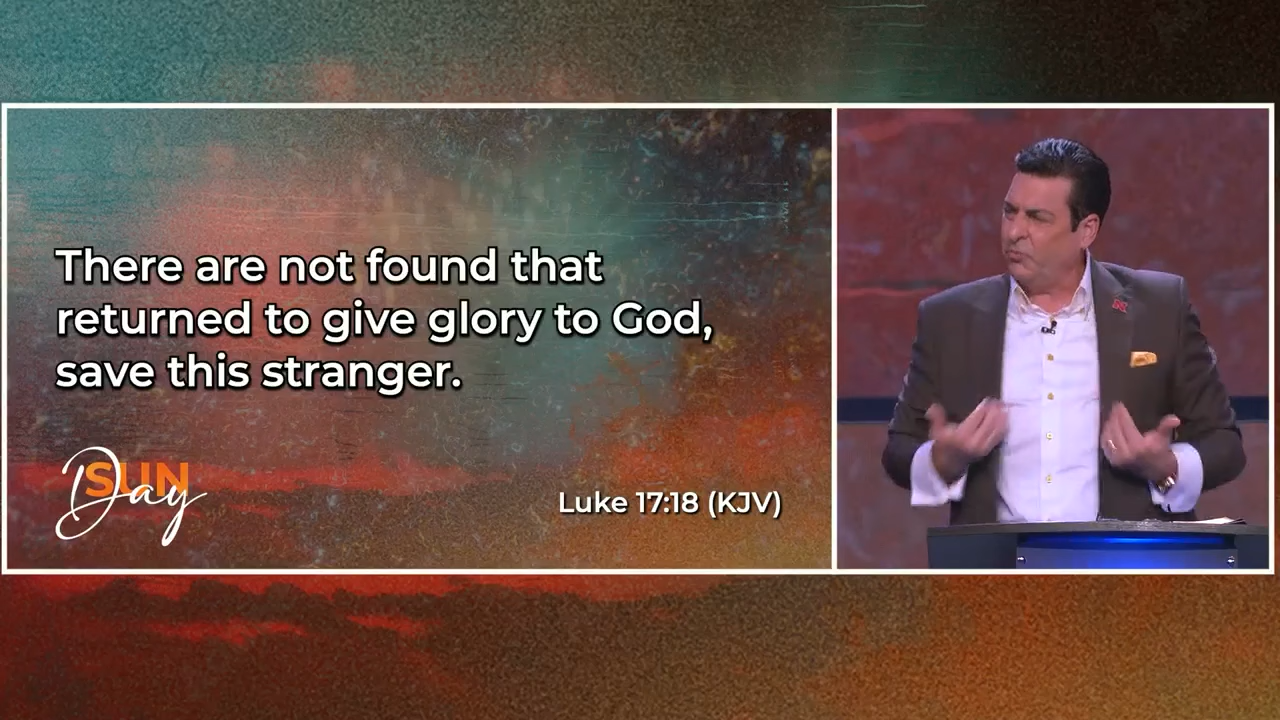 There are not found that
returned to give glory to God,
save this stranger.
SUN
Day
Luke 17:18 (KJV)